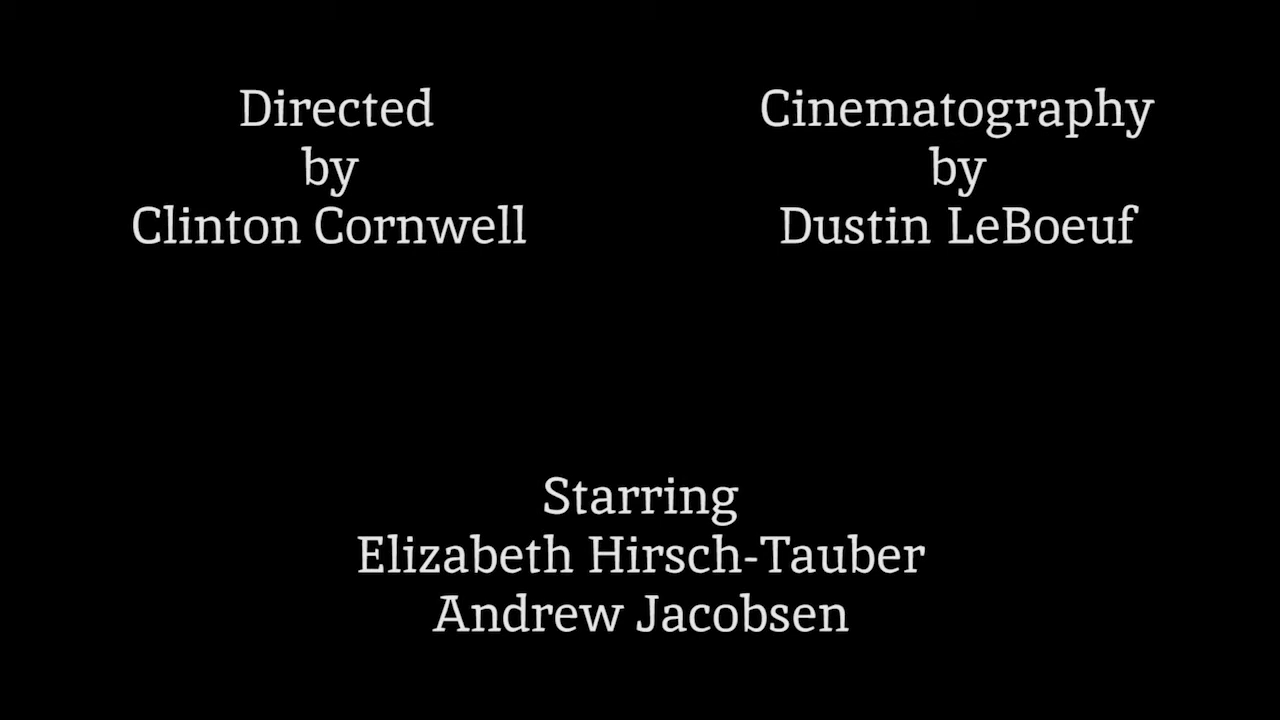 Directed
by
Clinton Cornwell
Cinematography
by
Dustin LeBoeuf
Starring
Elizabeth Hirsch-Tauber
Andrew Jacobsen